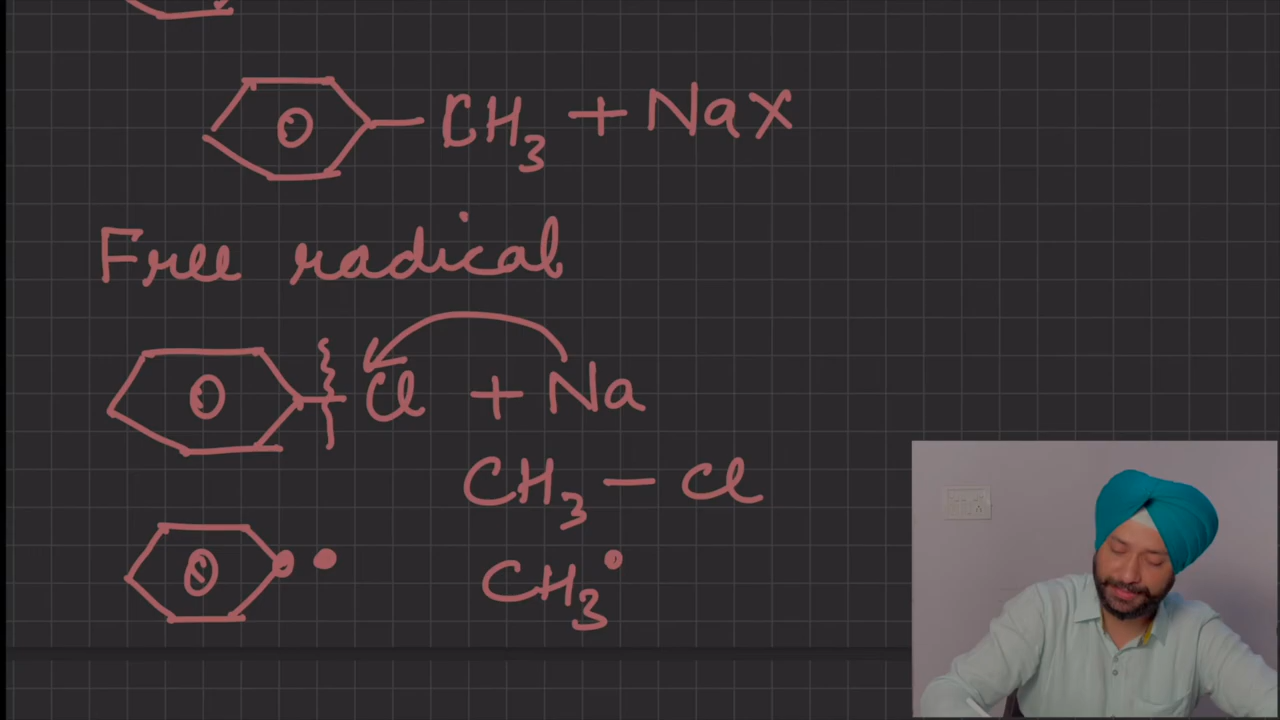 CH3 + NaX
Free radical
Cl + Na
CH3 — Cl
CH3•